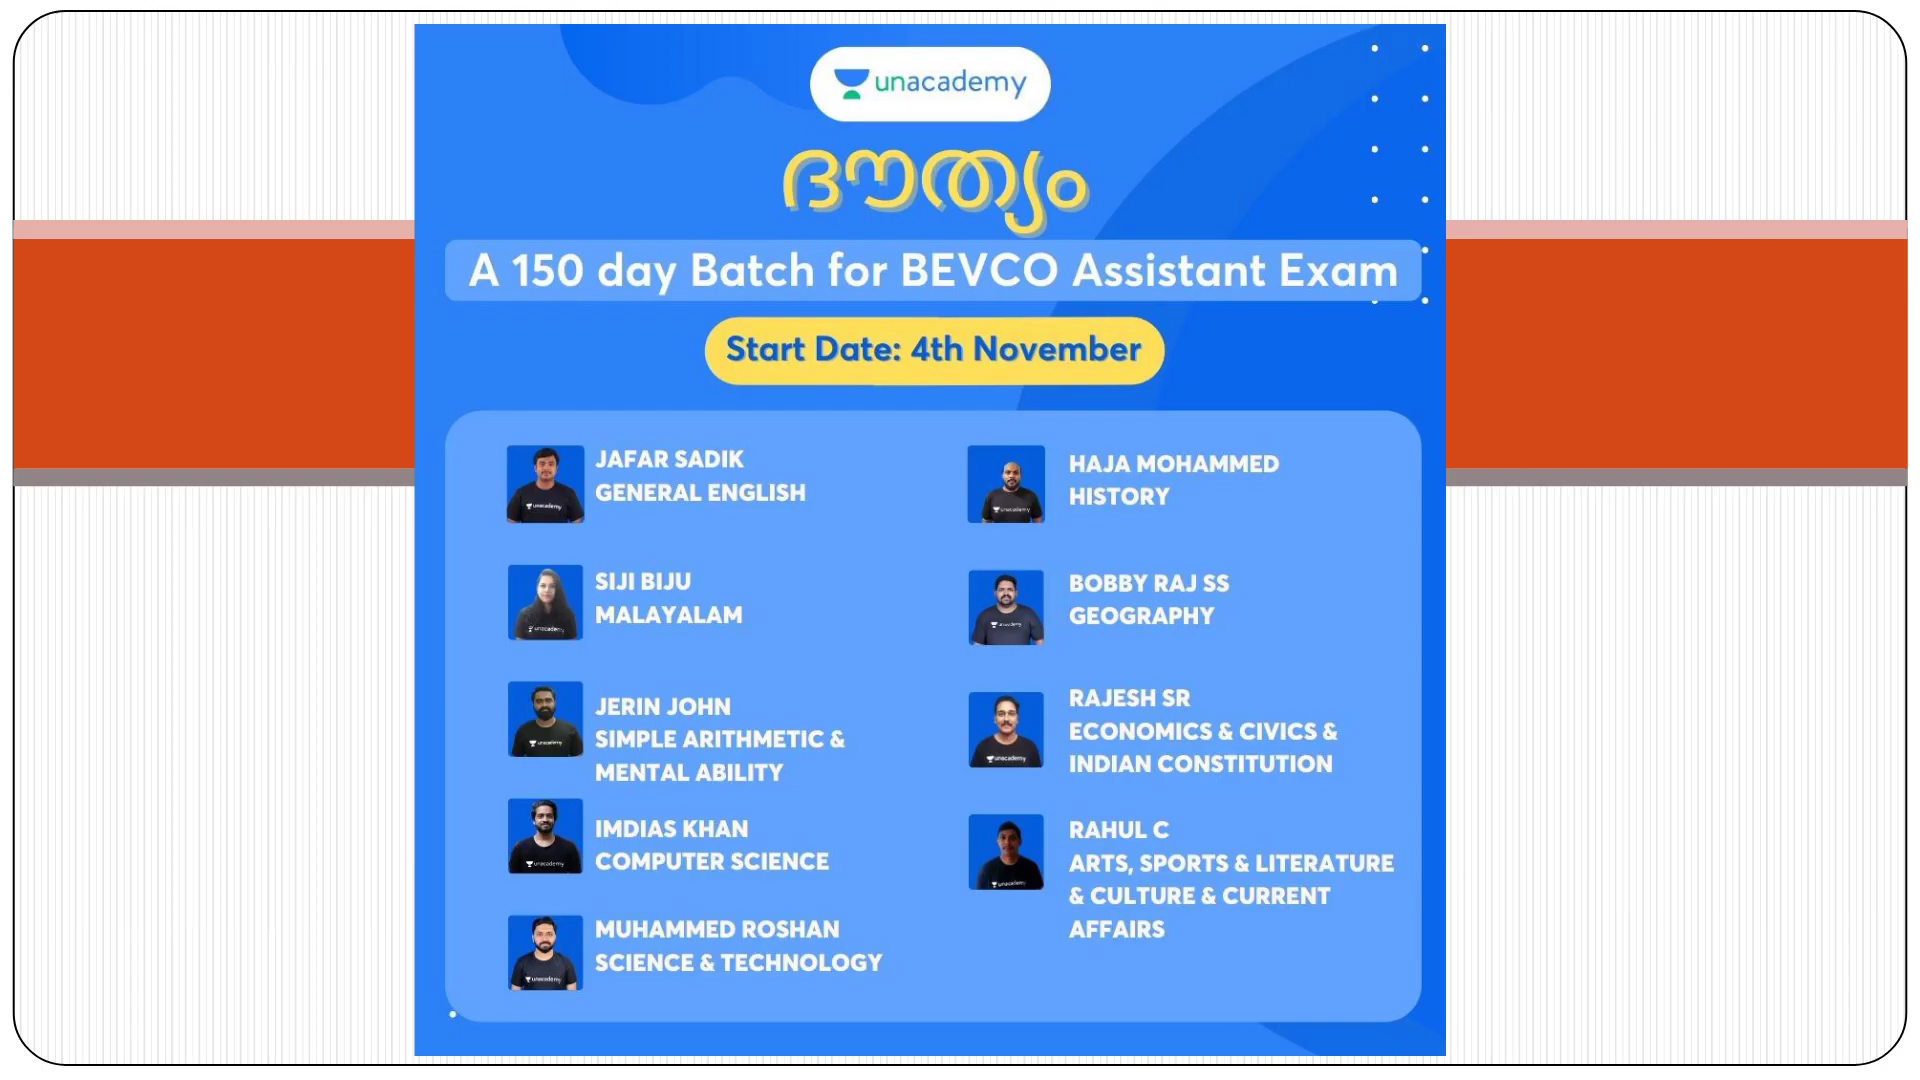 unacademy
ദൗത്യം
A 150 day Batch for BEVCO Assistant Exam
Start Date: 4th November
JAFAR SADIK
GENERAL ENGLISH
SIJI BIJU
MALAYALAM
JERIN JOHN
SIMPLE ARITHMETIC &
MENTAL ABILITY
IMDIAS KHAN
COMPUTER SCIENCE
MUHAMMED ROSHAN
SCIENCE & TECHNOLOGY
HAJA MOHAMMED
HISTORY
BOBBY RAJ SS
GEOGRAPHY
RAJESH SR
ECONOMICS & CIVICS &
INDIAN CONSTITUTION
RAHUL C
ARTS, SPORTS & LITERATURE
& CULTURE & CURRENT
AFFAIRS